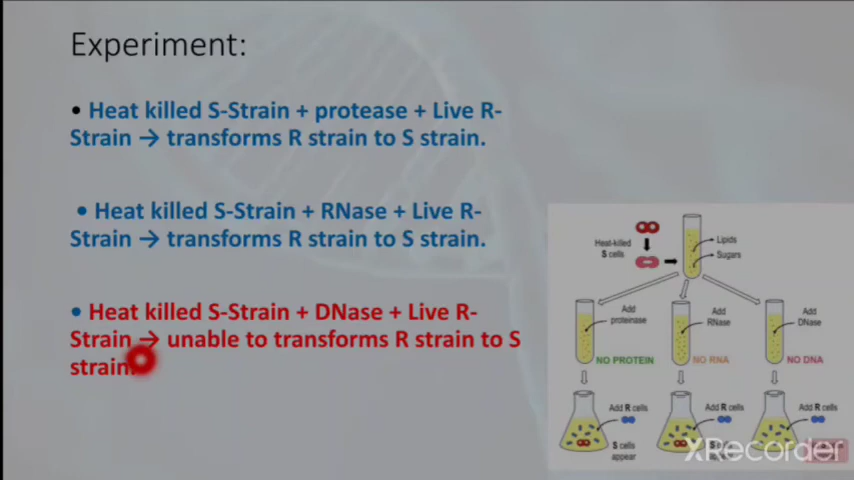 Experiment:
• Heat killed S-Strain + protease + Live R-
Strain → transforms R strain to S strain.
• Heat killed S-Strain + RNase + Live R-
Strain → transforms R strain to S strain.
• Heat killed S-Strain + DNase + Live R-
Strain → unable to transforms R strain to S
strain.
Heat-killed
S cells
Lipids
Sugars
Add
proteinase
Add
RNase
Add
DNase
NO PROTEIN
NO RNA
NO DNA
Add R cells
Add R cells
Add R cells
S cells
appear
appear
XRecorder